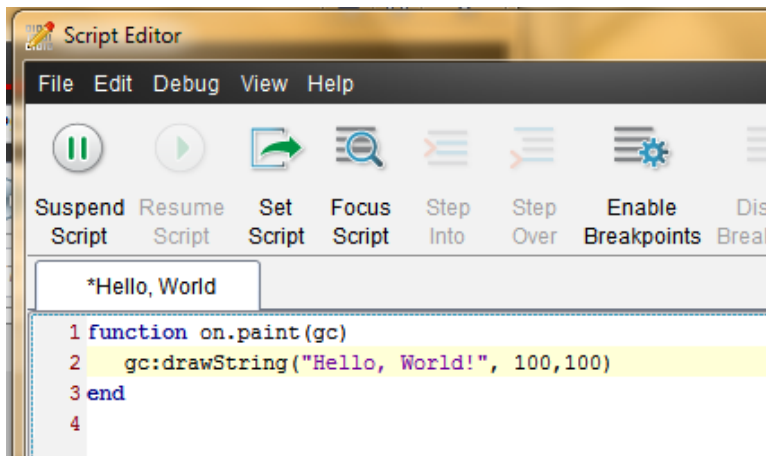 Script Editor
File Edit Debug View Help
Suspend Script
Resume Script
Set Script
Focus Script
Step Into
Step Over
Enable Breakpoints
*Hello, World
1 function on.paint(gc)
2 gc:drawString("Hello, World!", 100,100)
3 end
4